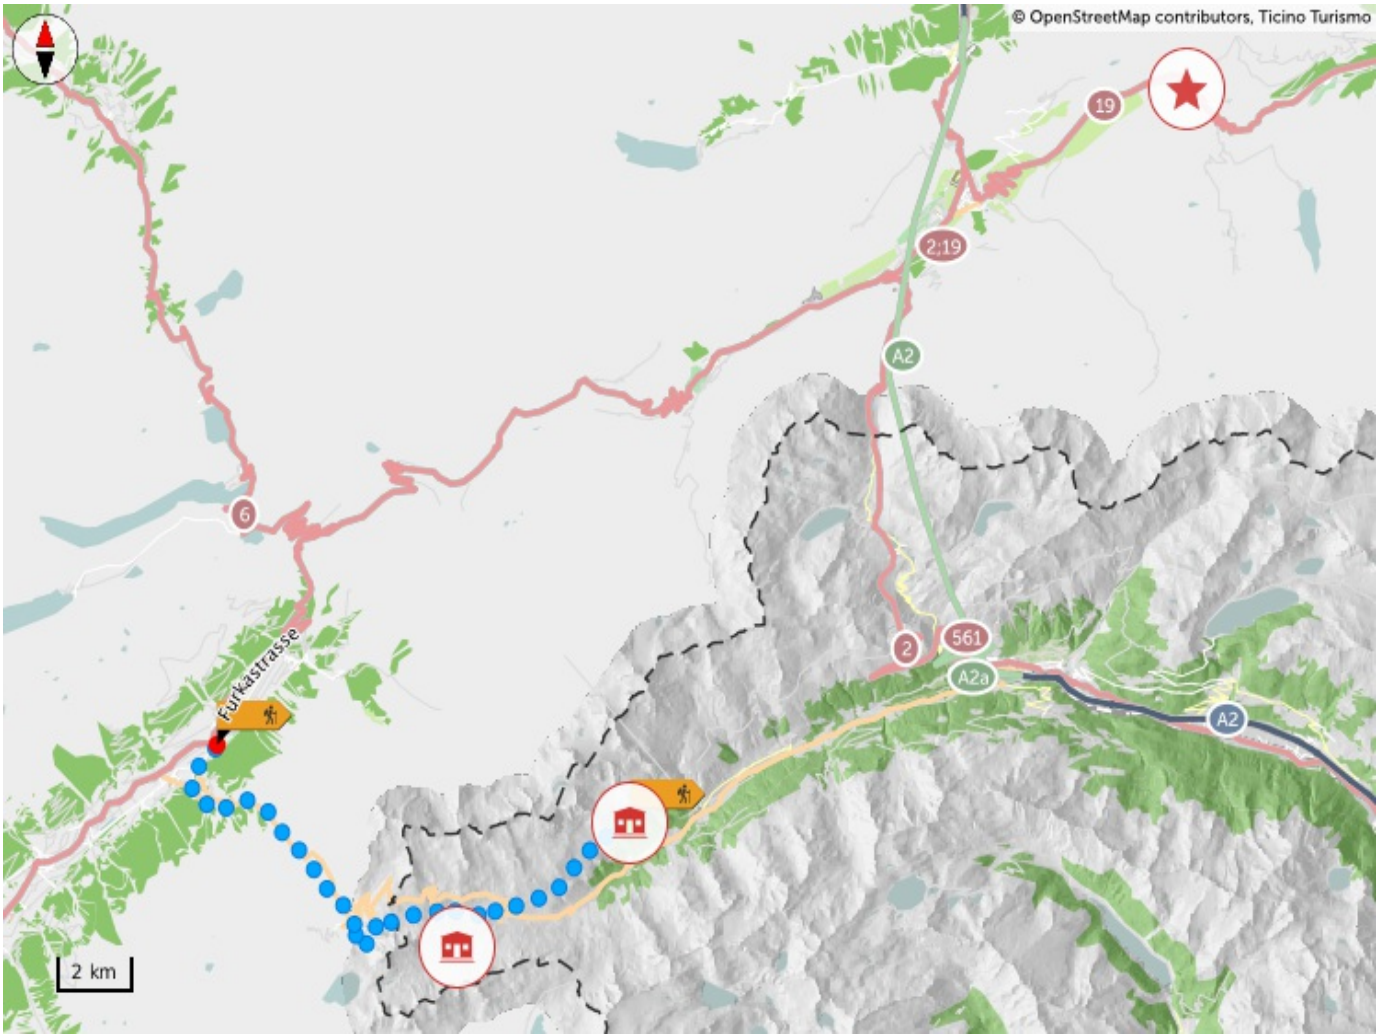 © OpenStreetMap contributors, Ticino Turismo
19
2;19
A2
6
561
2
A2a
Furkastrasse
A2
2 km